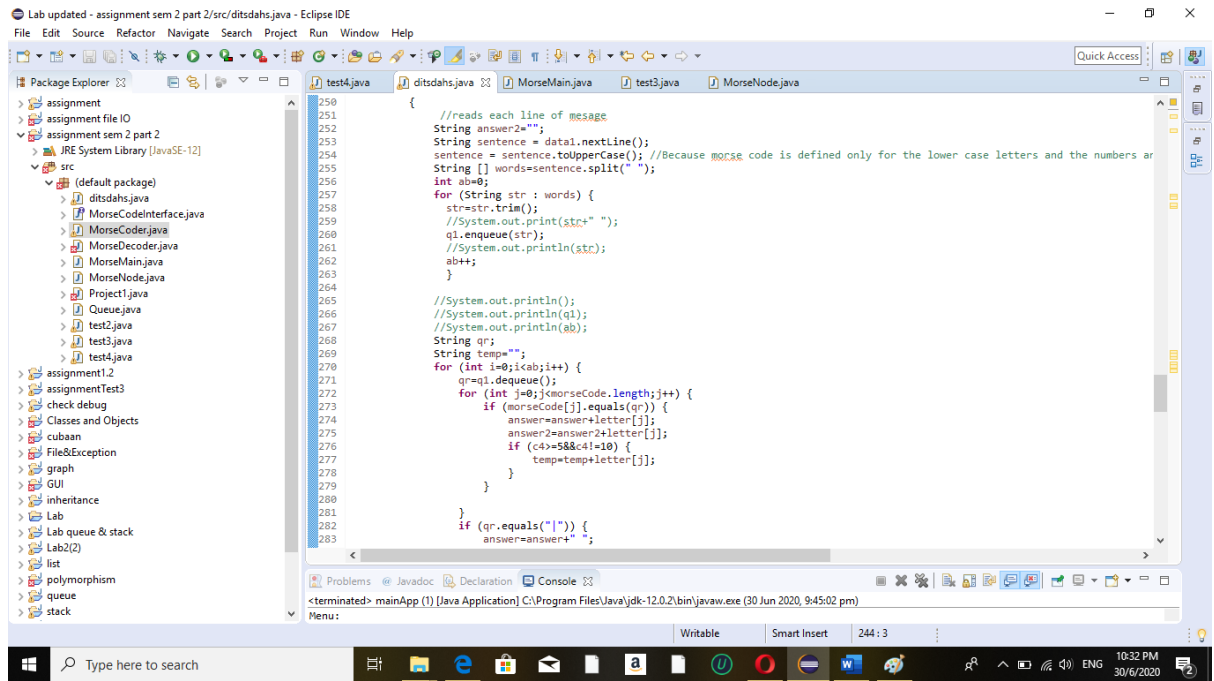 Lab updated - assignment sem 2 part 2/src/ditsdahs.java - Eclipse IDE
File Edit Source Refactor Navigate Search Project Run Window Help
Quick Access
Package Explorer
assignment
assignment file IO
assignment sem 2 part 2
JRE System Library [JavaSE-12]
src
(default package)
ditsdahs.java
MorseCodeInterface.java
MorseCoder.java
MorseDecoder.java
MorseMain.java
MorseNode.java
Project1.java
Queue.java
test2.java
test3.java
test4.java
assignment1.2
assignmentTest3
check debug
Classes and Objects
cubaan
File&Exception
graph
GUI
inheritance
Lab
Lab queue & stack
Lab2(2)
list
polymorphism
queue
stack
test4.java ditsdahs.java MorseMain.java test3.java MorseNode.java
250 {
251 //reads each line of mesage
252 String answer2="";
253 String sentence = data1.nextLine();
254 sentence = sentence.toUpperCase(); //Because morse code is defined only for the lower case letters and the numbers ar
255 String [] words=sentence.split(" ");
256 int ab=0;
257 for (String str : words) {
258 str=str.trim();
259 //System.out.print(str+" ");
260 q1.enqueue(str);
261 //System.out.println(str);
262 ab++;
263 }
264
265 //System.out.println();
266 //System.out.println(q1);
267 //System.out.println(ab);
268 String qr;
269 String temp="";
270 for (int i=0;i<ab;i++) {
271 qr=q1.dequeue();
272 for (int j=0;j<morseCode.length;j++) {
273 if (morseCode[j].equals(qr)) {
274 answer=answer+letter[j];
275 answer2=answer2+letter[j];
276 if (c4>=5&&c4!=10) {
277 temp=temp+letter[j];
278 }
279 }
280
281 }
282 if (qr.equals("|")) {
283 answer=answer+" ";
Problems Javadoc Declaration Console
<terminated> mainApp (1) [Java Application] C:\Program Files\Java\jdk-12.0.2\bin\javaw.exe (30 Jun 2020, 9:45:02 pm)
Menu:
Writable Smart Insert 244 : 3
Type here to search
ENG
10:32 PM
30/6/2020
2